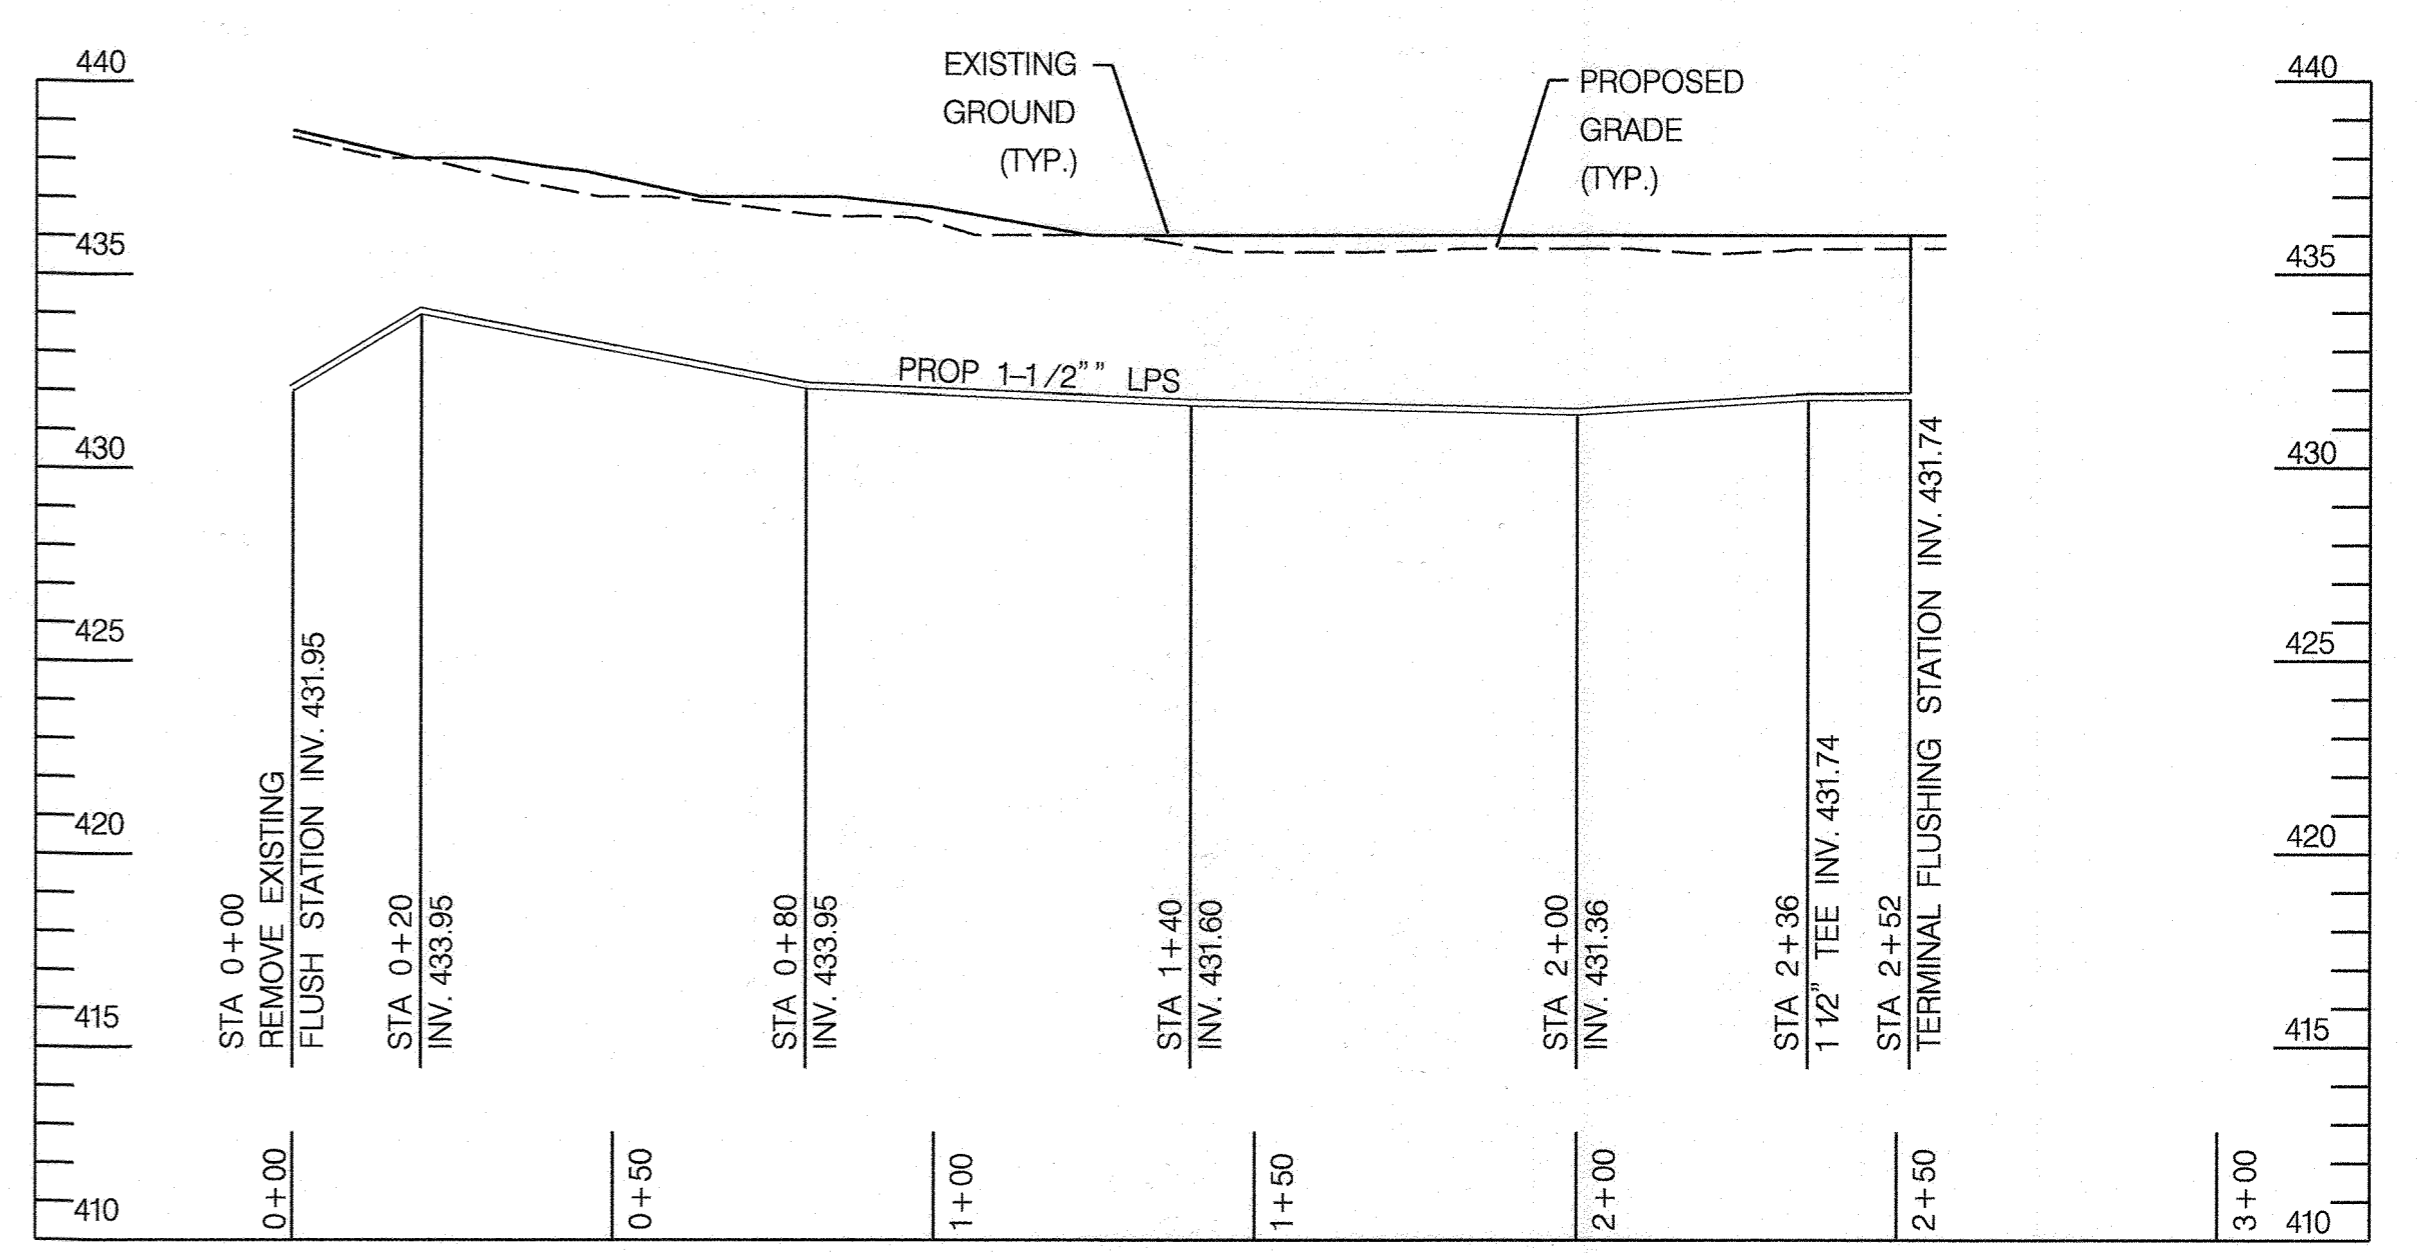 440
435
430
425
420
415
410
EXISTING
GROUND
(TYP.)
PROPOSED
GRADE
(TYP.)
PROP 1-1/2"" LPS
STA 0+00
REMOVE EXISTING
FLUSH STATION INV. 431.95
STA 0+20
INV. 433.95
STA 0+80
INV. 433.95
STA 1+40
INV. 431.60
STA 2+00
INV. 431.36
STA 2+36
1 1/2" TEE INV. 431.74
STA 2+52
TERMINAL FLUSHING STATION INV. 431.74
0+00
0+50
1+00
1+50
2+00
2+50
3+00
440
435
430
425
420
415
410